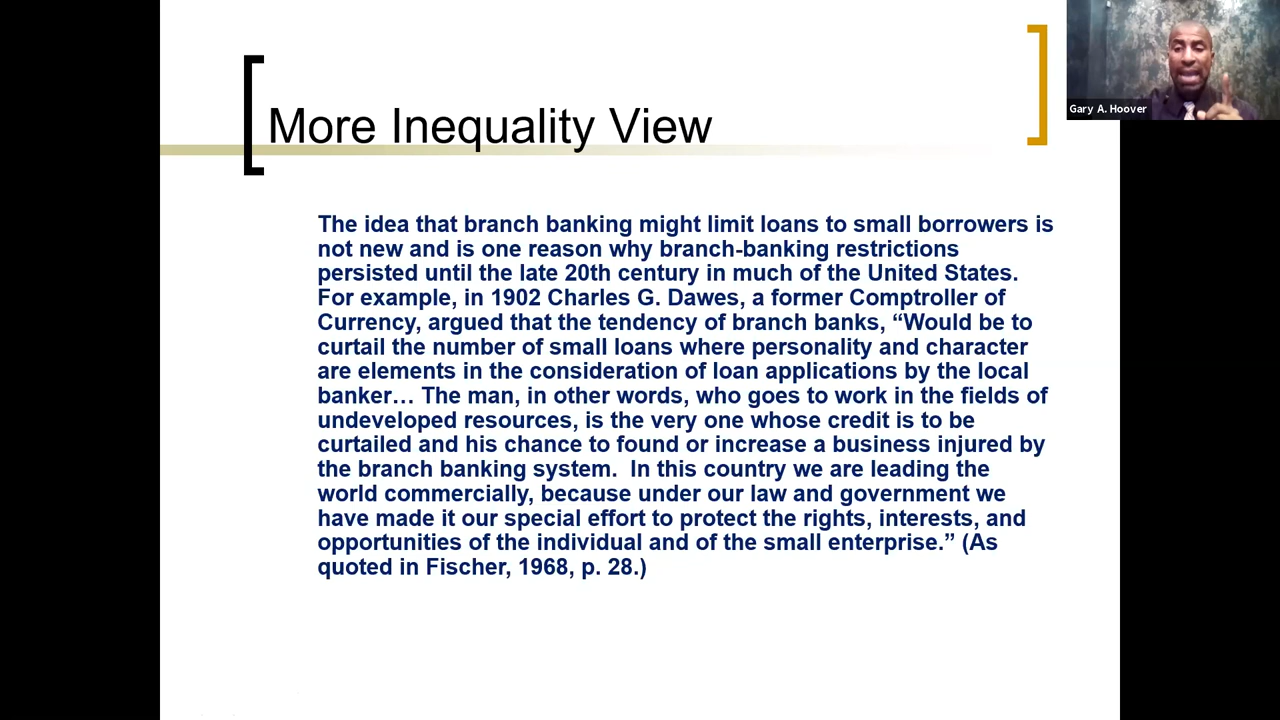 Gary A. Hoover
More Inequality View
The idea that branch banking might limit loans to small borrowers is
not new and is one reason why branch-banking restrictions
persisted until the late 20th century in much of the United States.
For example, in 1902 Charles G. Dawes, a former Comptroller of
Currency, argued that the tendency of branch banks, “Would be to
curtail the number of small loans where personality and character
are elements in the consideration of loan applications by the local
banker… The man, in other words, who goes to work in the fields of
undeveloped resources, is the very one whose credit is to be
curtailed and his chance to found or increase a business injured by
the branch banking system.  In this country we are leading the
world commercially, because under our law and government we
have made it our special effort to protect the rights, interests, and
opportunities of the individual and of the small enterprise.” (As
quoted in Fischer, 1968, p. 28.)